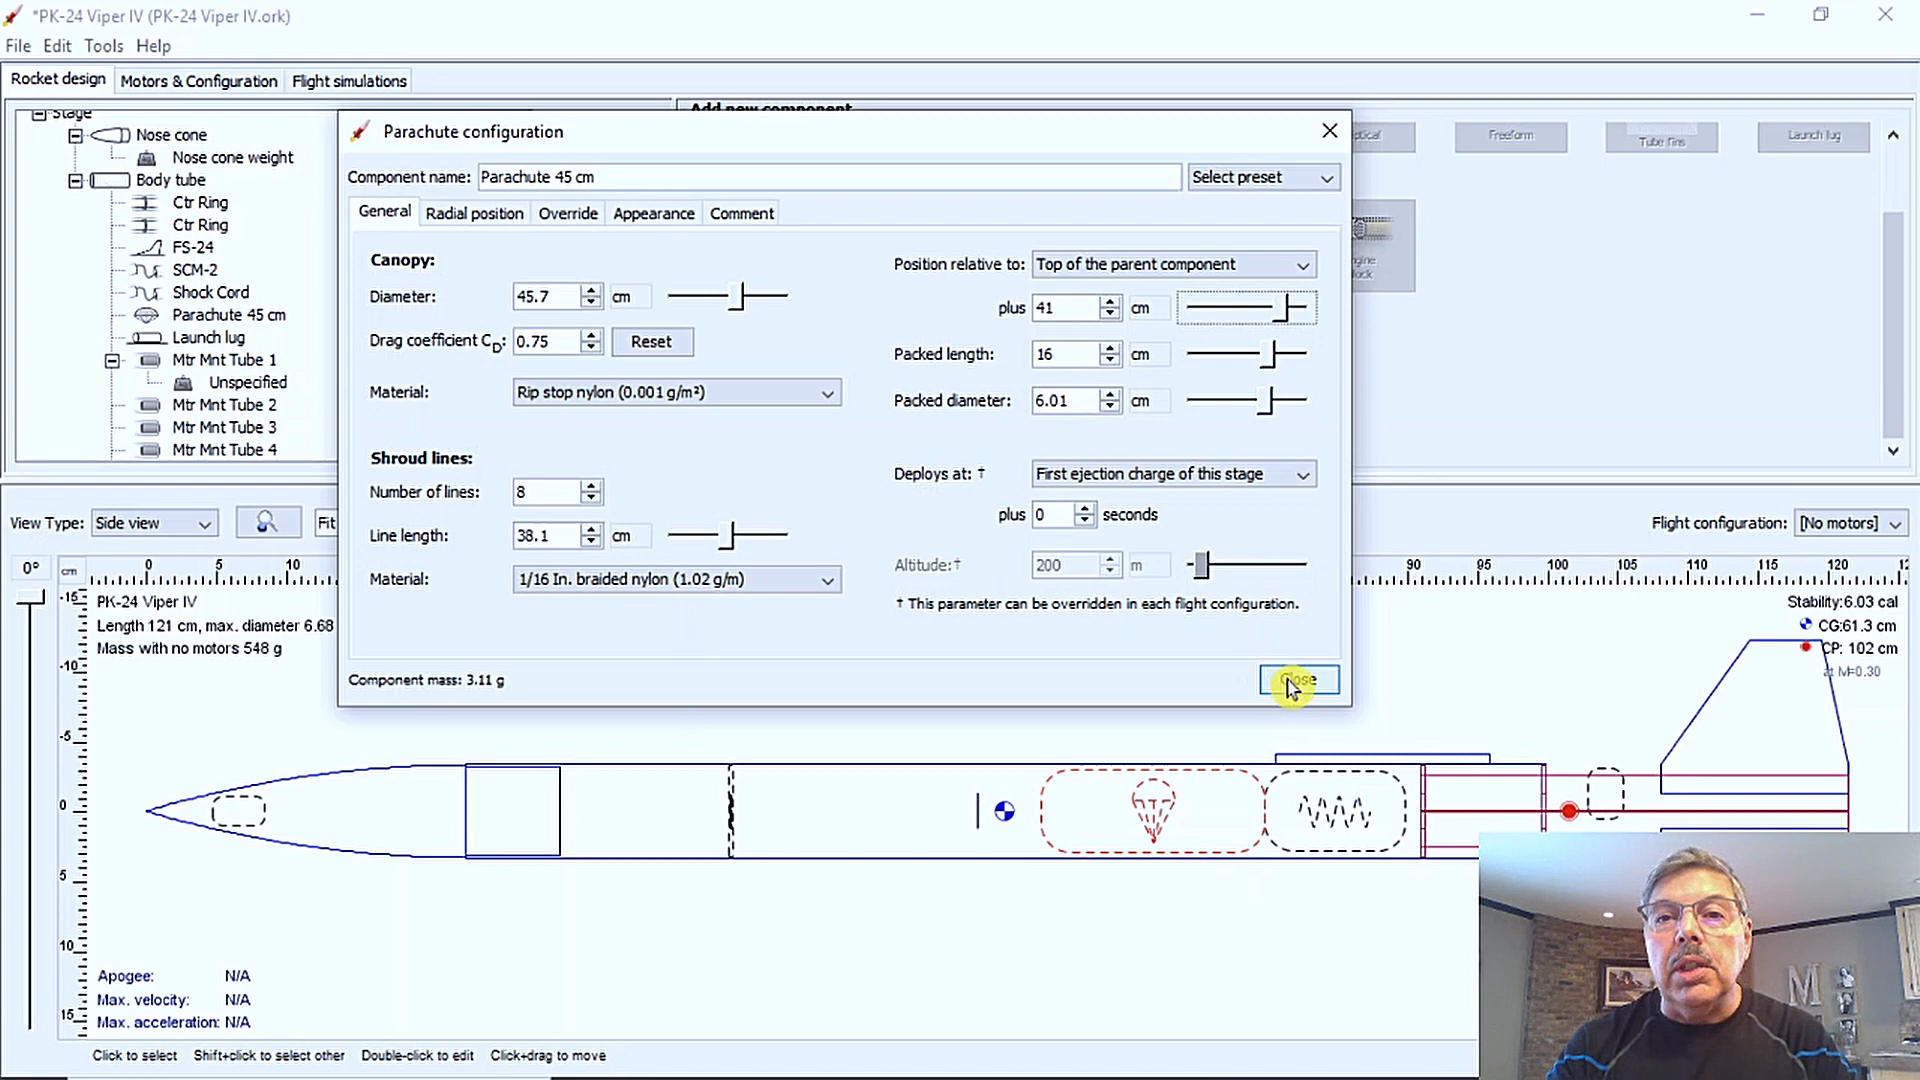 *PK-24 Viper IV (PK-24 Viper IV.ork)
File Edit Tools Help
Rocket design Motors & Configuration Flight simulations
Stage
Nose cone
Nose cone weight
Body tube
Ctr Ring
Ctr Ring
FS-24
SCM-2
Shock Cord
Parachute 45 cm
Launch lug
Mtr Mnt Tube 1
Unspecified
Mtr Mnt Tube 2
Mtr Mnt Tube 3
Mtr Mnt Tube 4
Add new component
Freeform
Tube fins
Launch lug
Parachute configuration
Component name: Parachute 45 cm Select preset
General Radial position Override Appearance Comment
Canopy:
Diameter: 45.7 cm
Drag coefficient CD: 0.75 Reset
Material: Rip stop nylon (0.001 g/m²)
Shroud lines:
Number of lines: 8
Line length: 38.1 cm
Material: 1/16 In. braided nylon (1.02 g/m)
Position relative to: Top of the parent component
plus 41 cm
Packed length: 16 cm
Packed diameter: 6.01 cm
Deploys at: † First ejection charge of this stage
plus 0 seconds
Altitude:† 200 m
† This parameter can be overridden in each flight configuration.
Component mass: 3.11 g
Close
View Type: Side view Fit
Flight configuration: [No motors]
0° cm 0 5 10 90 95 100 105 110 115 120
-15
-10
-5
0
5
10
15
PK-24 Viper IV
Length 121 cm, max. diameter 6.68
Mass with no motors 548 g
Stability:6.03 cal
CG:61.3 cm
CP: 102 cm
at M=0.30
Apogee: N/A
Max. velocity: N/A
Max. acceleration: N/A
Click to select Shift+click to select other Double-click to edit Click+drag to move
M